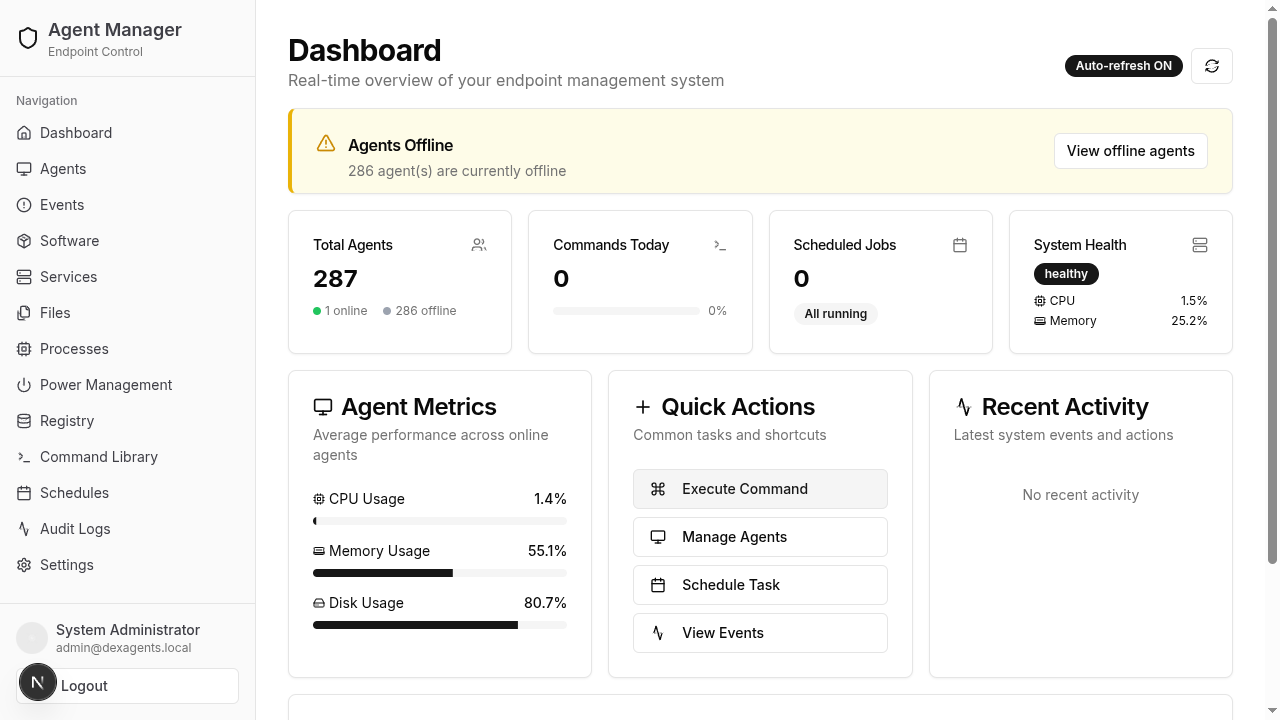 Agent Manager
Endpoint Control
Navigation
Dashboard
Agents
Events
Software
Services
Files
Processes
Power Management
Registry
Command Library
Schedules
Audit Logs
Settings
System Administrator
admin@dexagents.local
N
Logout
Dashboard
Real-time overview of your endpoint management system
Auto-refresh ON
Agents Offline
286 agent(s) are currently offline
View offline agents
Total Agents
287
1 online 286 offline
Commands Today
0
0%
Scheduled Jobs
0
All running
System Health
healthy
CPU 1.5%
Memory 25.2%
Agent Metrics
Average performance across online
agents
CPU Usage 1.4%
Memory Usage 55.1%
Disk Usage 80.7%
Quick Actions
Common tasks and shortcuts
Execute Command
Manage Agents
Schedule Task
View Events
Recent Activity
Latest system events and actions
No recent activity